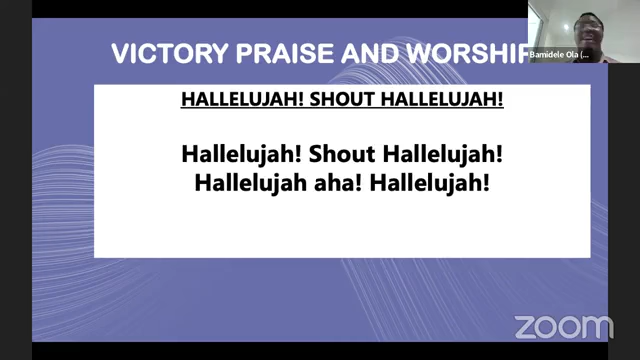 VICTORY PRAISE AND WORSHIP
Bamidele Ola (...
HALLELUJAH! SHOUT HALLELUJAH!
Hallelujah! Shout Hallelujah!
Hallelujah aha! Hallelujah!
zoom